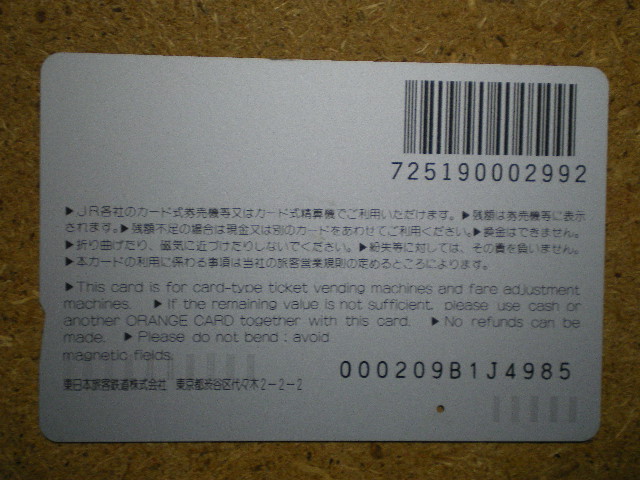 725190002992
▶JR各社のカード式券売機等又はカード式精算機でご利用いただけます。▶残額は券売機等に表示
されます。▶残額不足の場合は現金又は別のカードをあわせてご利用ください。▶換金はできません。
▶折り曲げたり、磁気に近づけたりしないでください。▶紛失等に対しては、その責を負いません。
▶本カードの利用に係わる事項は当社の旅客営業規則の定めるところによります。
▶This card is for card-type ticket vending machines and fare adjustment
machines. ▶If the remaining value is not sufficient, please use cash or
another ORANGE CARD together with this card. ▶No refunds can be
made. ▶Please do not bend : avoid
magnetic fields.
000209B1J4985
東日本旅客鉄道株式会社 東京都渋谷区代々木2-2-2